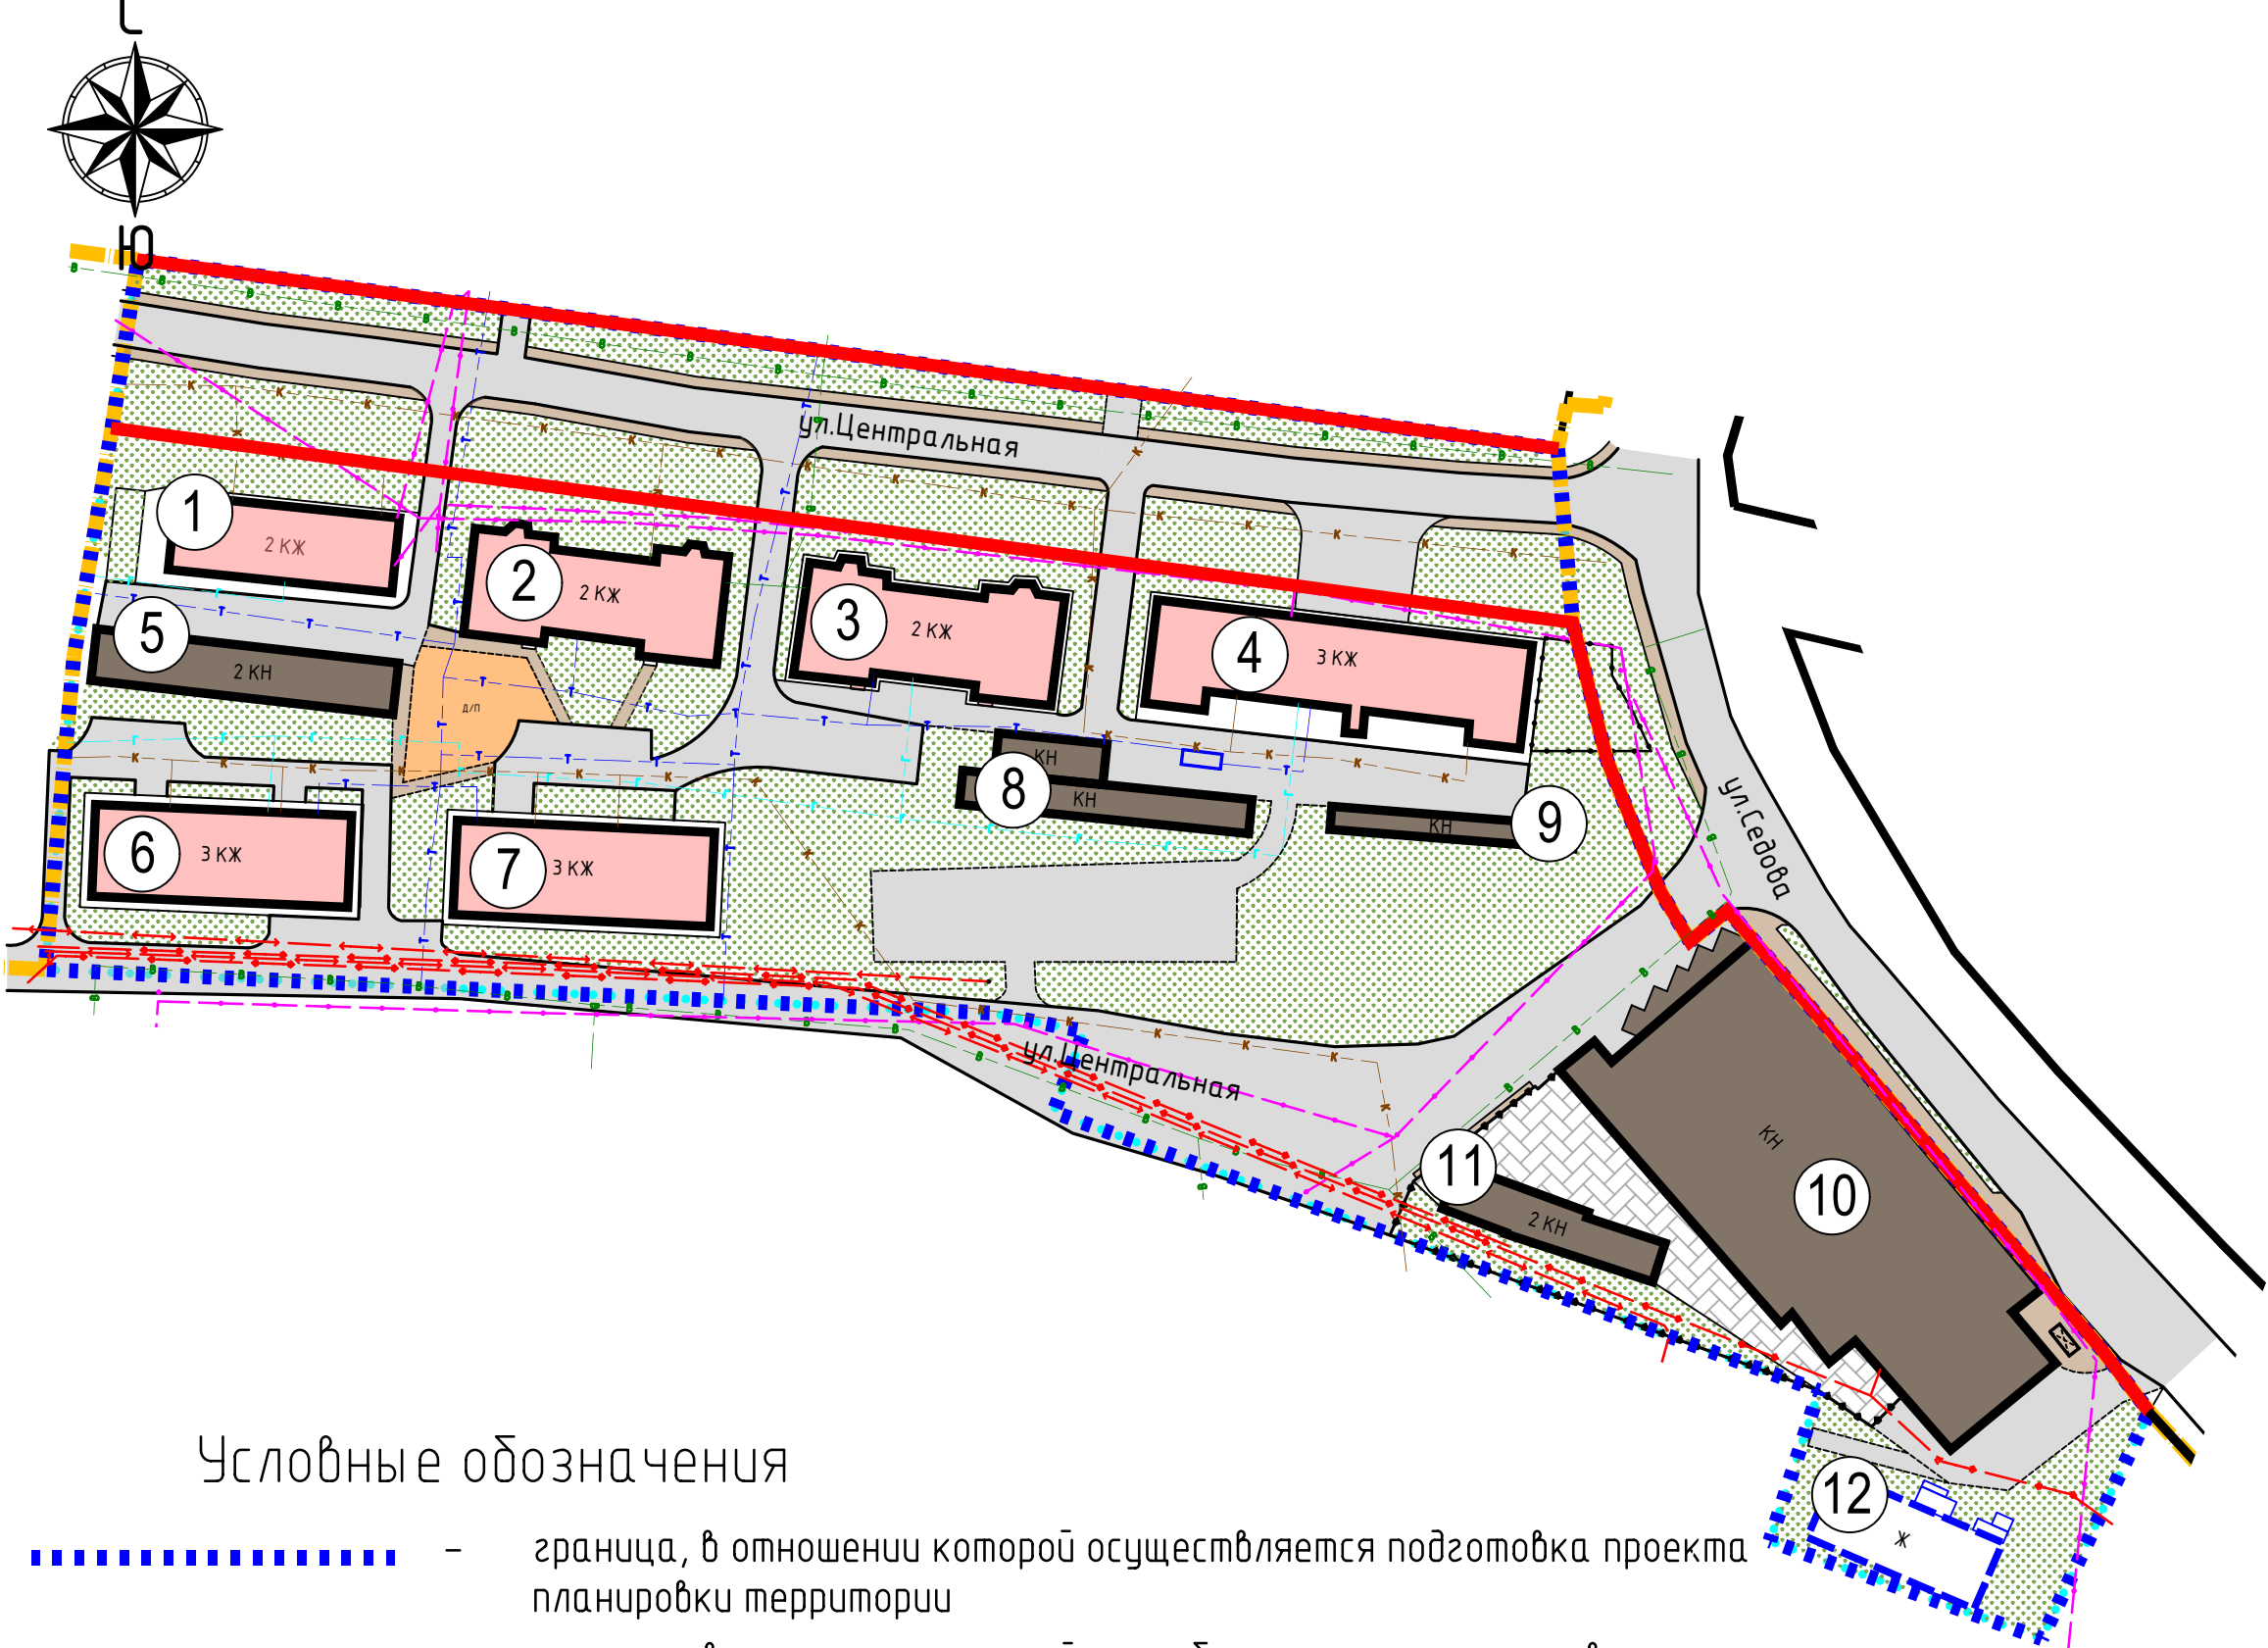 Ю
ул.Центральная
1
2 КЖ
2
2 КЖ
3
2 КЖ
4
3 КЖ
5
2 КН
Д/П
6
3 КЖ
7
3 КЖ
8
КН
КН
9
КН
ул.Седова
ул.Центральная
10
КН
11
2 КН
12
Ж
Условные обозначения
– граница, в отношении которой осуществляется подготовка проекта
планировки территории